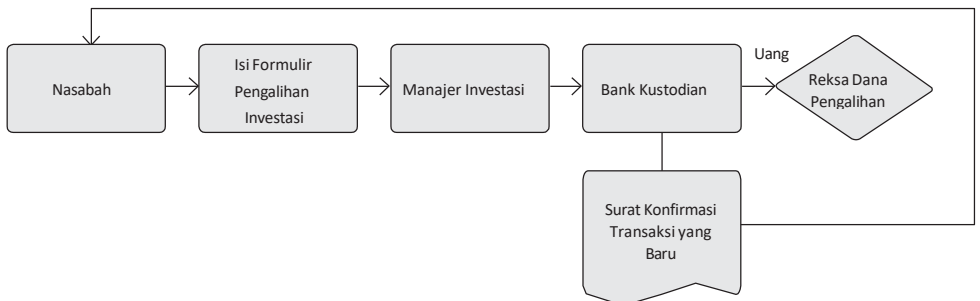 Nasabah
Isi Formulir
Pengalihan
Investasi
Manajer Investasi
Bank Kustodian
Uang
Reksa Dana
Pengalihan
Surat Konfirmasi
Transaksi yang
Baru